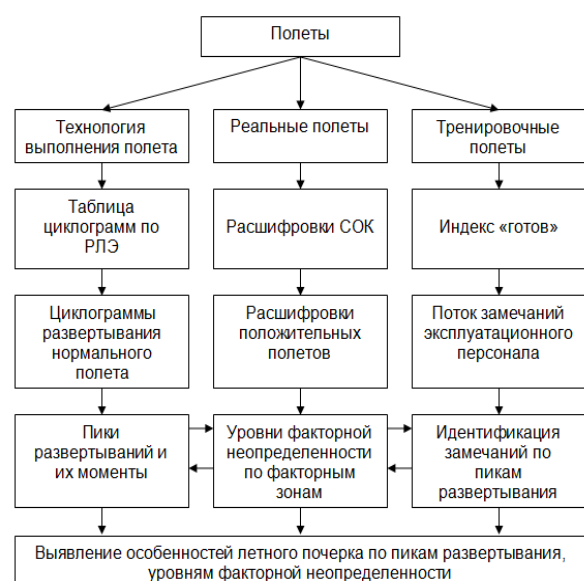 Полеты
Технология
выполнения полета
Реальные полеты
Тренировочные
полеты
Таблица
циклограмм по
РЛЭ
Расшифровки СОК
Индекс «готов»
Циклограммы
развертывания
нормального
полета
Расшифровки
положительных
полетов
Поток замечаний
эксплуатационного
персонала
Пики
развертываний и
их моменты
Уровни факторной
неопределенности
по факторным
зонам
Идентификация
замечаний по
пикам
развертывания
Выявление особенностей летного почерка по пикам развертывания,
уровням факторной неопределенности